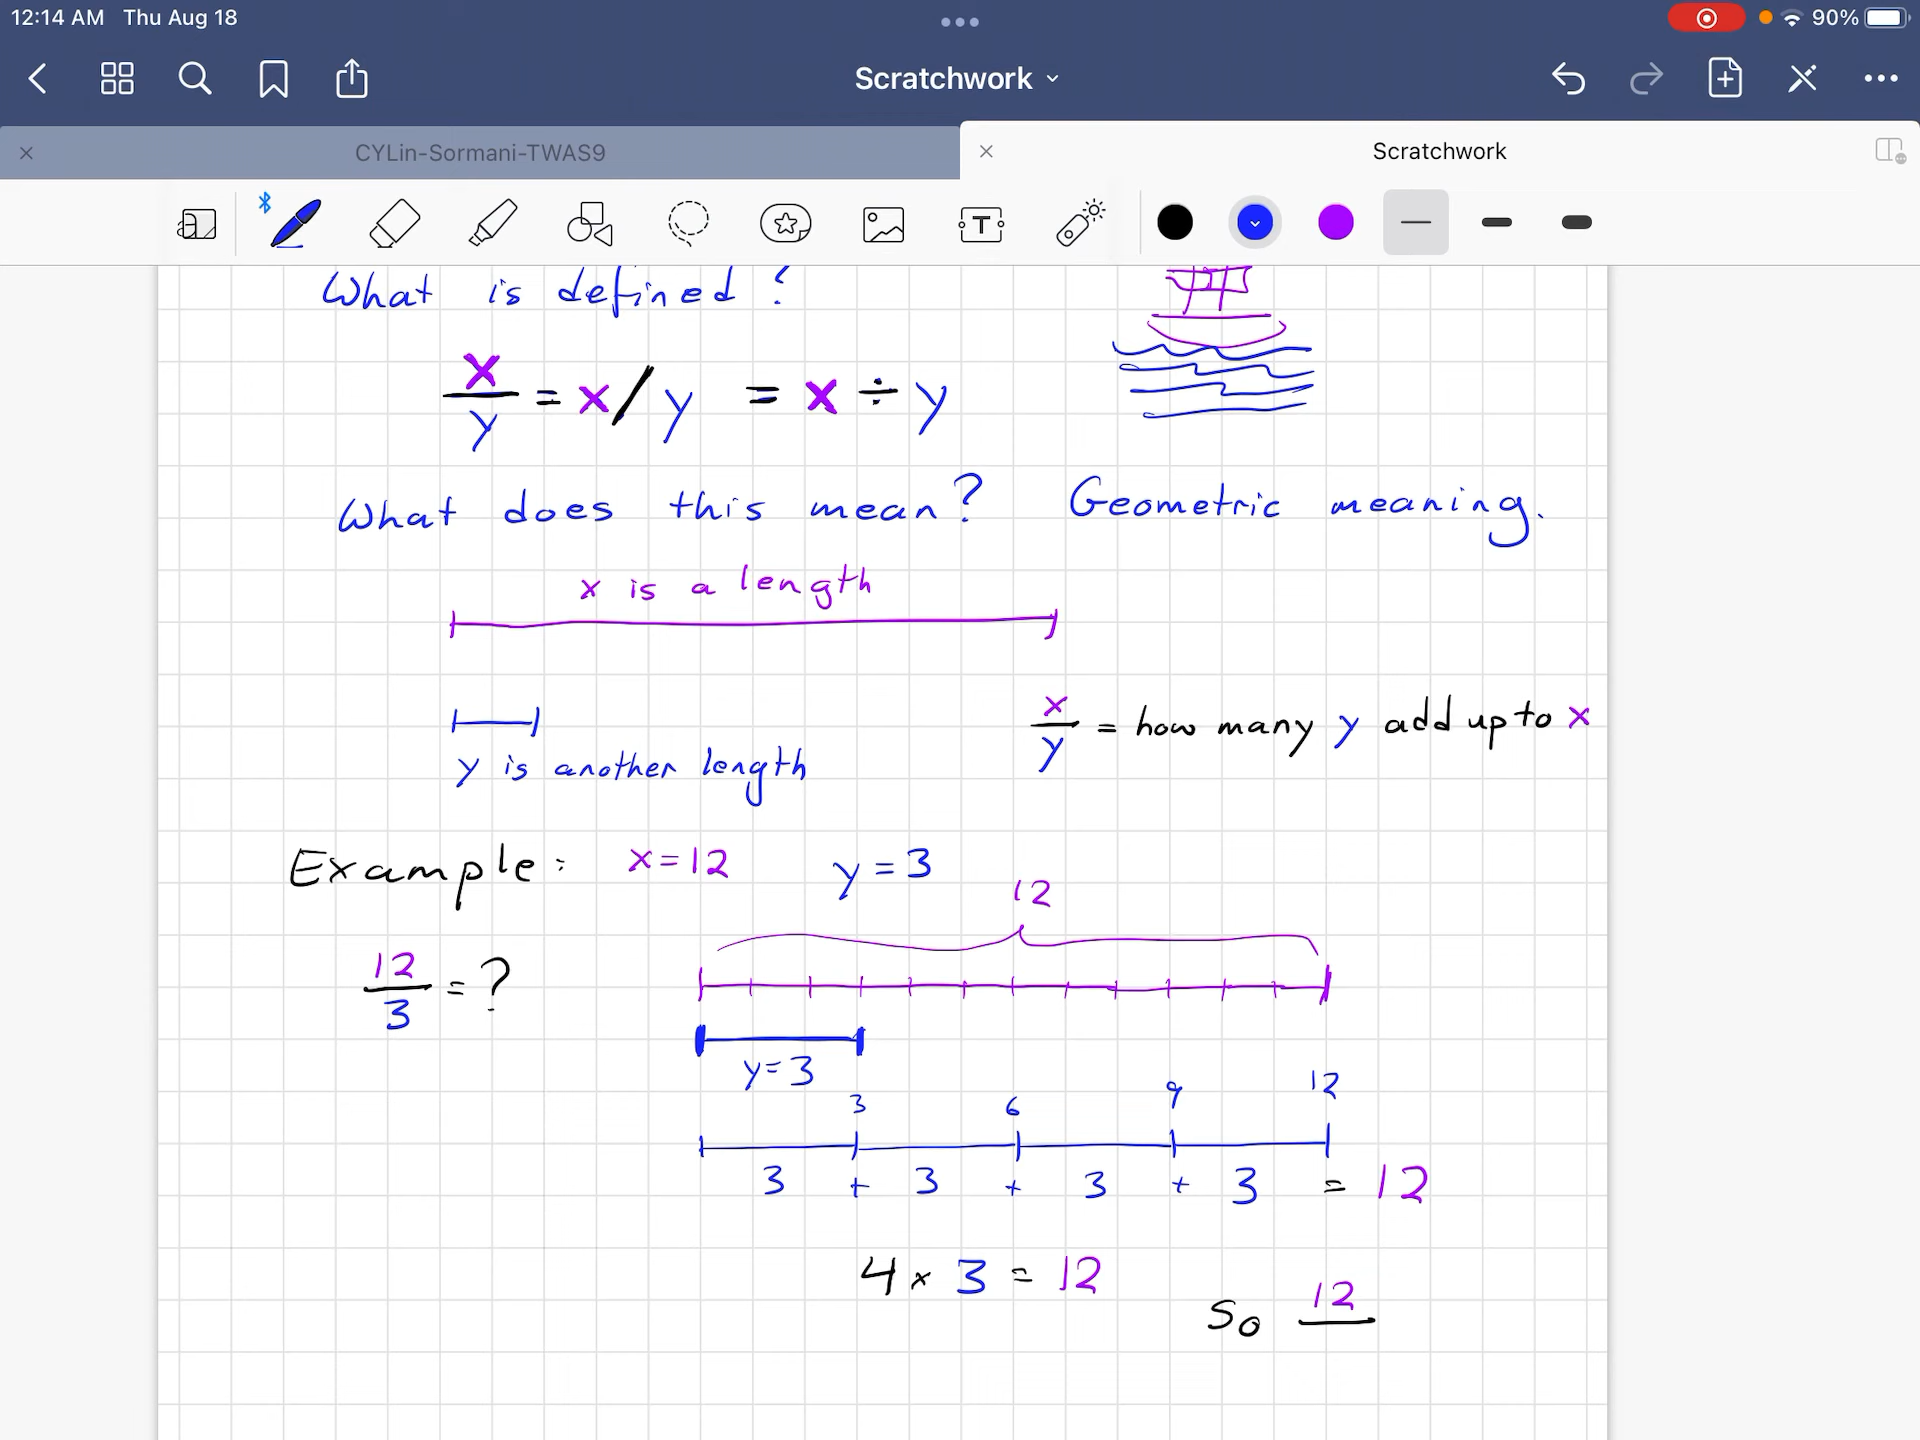 12:14 AM Thu Aug 18
90%
Scratchwork
CYLin-Sormani-TWAS9
Scratchwork
What is defined?
x/y = x / y = x ÷ y
What does this mean? Geometric meaning.
x is a length
x/y = how many y add up to x
y is another length
Example: x=12 y=3
12
12/3 = ?
y=3
3 6 9 12
3 + 3 + 3 + 3 = 12
4 × 3 = 12
So 12